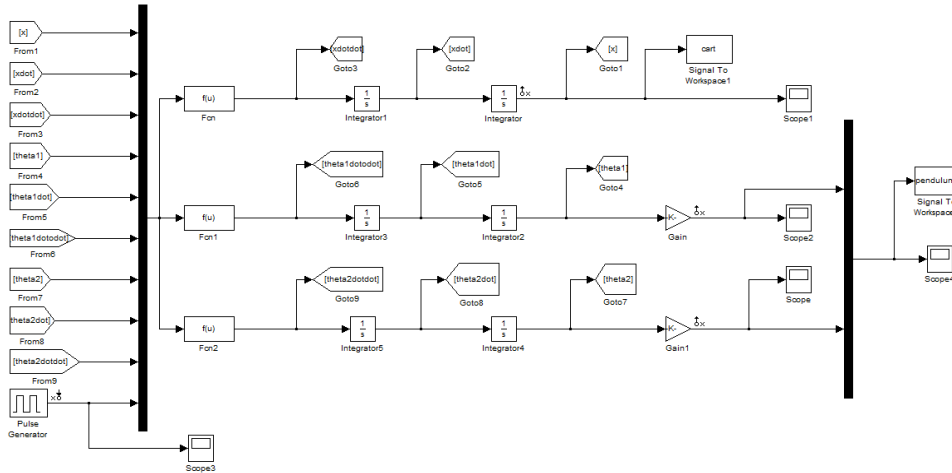 [x]
From1
[xdot]
From2
[xdotdot]
From3
[theta1]
From4
[theta1dot]
From5
[theta1dotodot]
From6
[theta2]
From7
theta2dot]
From8
[theta2dotdot]
From9
Pulse
Generator
Scope3
f(u)
Fcn
[xdotdot]
Goto3
1
s
Integrator1
[xdot]
Goto2
1
s
Integrator
x
[x]
Goto1
cart
Signal To
Workspace1
Scope1
f(u)
Fcn1
[theta1dotodot]
Goto6
1
s
Integrator3
[theta1dot]
Goto5
1
s
Integrator2
[theta1]
Goto4
-K-
Gain
x
Scope2
f(u)
Fcn2
[theta2dotdot]
Goto9
1
s
Integrator5
[theta2dot]
Goto8
1
s
Integrator4
[theta2]
Goto7
-K-
Gain1
x
Scope
pendulum
Signal To
Workspace
Scope4
x